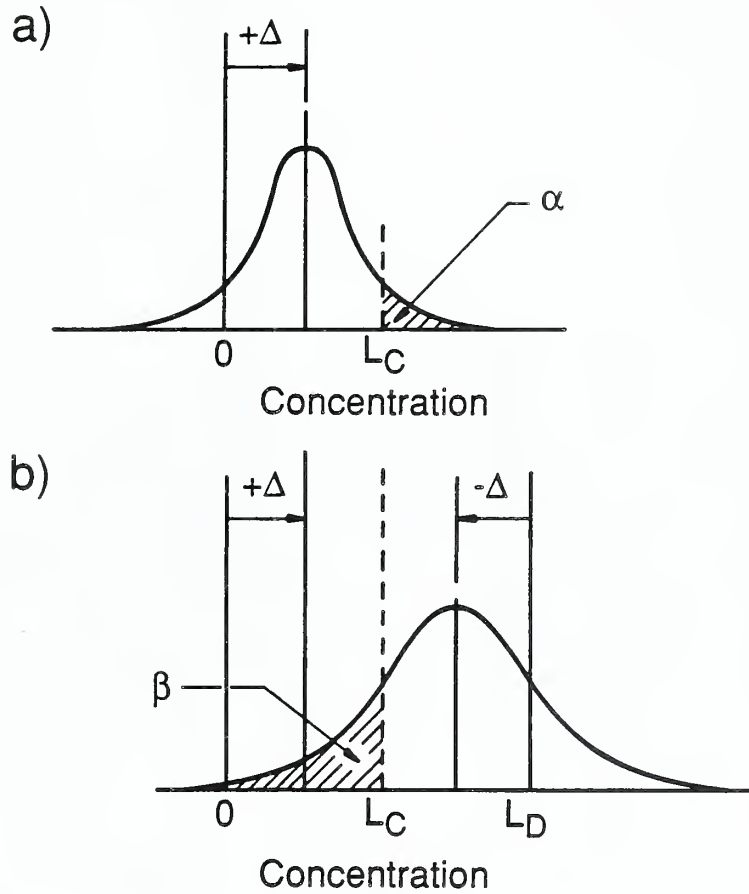 a)
+Δ
α
0 L_C
Concentration
b)
+Δ -Δ
β
0 L_C L_D
Concentration